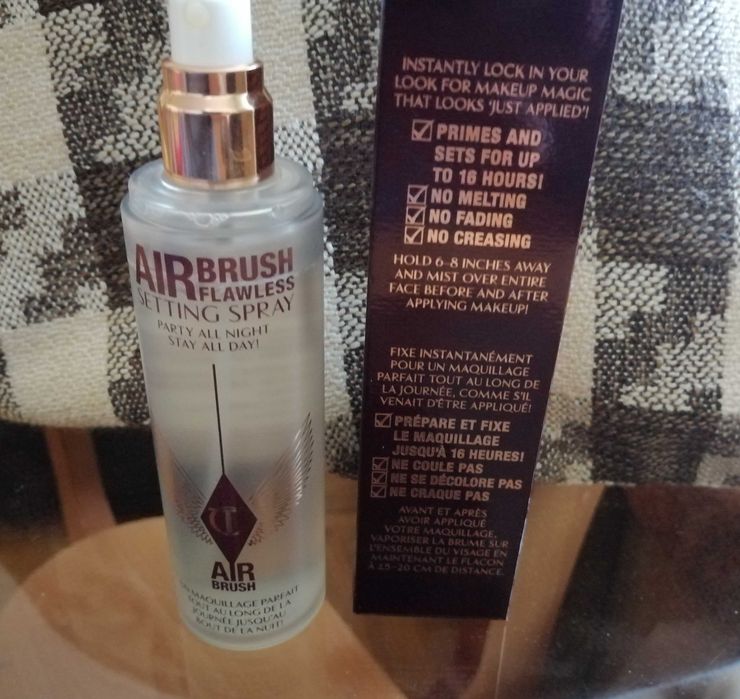 AIRBRUSH
FLAWLESS
SETTING SPRAY
PARTY ALL NIGHT
STAY ALL DAY!
CT
AIR
BRUSH
UN MAQUILLAGE PARFAIT
TOUT AU LONG DE LA
JOURNÉE JUSQU'AU
BOUT DE LA NUIT!
INSTANTLY LOCK IN YOUR
LOOK FOR MAKEUP MAGIC
THAT LOOKS 'JUST APPLIED'!
☑ PRIMES AND
SETS FOR UP
TO 16 HOURS!
☑ NO MELTING
☑ NO FADING
☑ NO CREASING
HOLD 6-8 INCHES AWAY
AND MIST OVER ENTIRE
FACE BEFORE AND AFTER
APPLYING MAKEUP!
FIXE INSTANTANÉMENT
POUR UN MAQUILLAGE
PARFAIT TOUT AU LONG DE
LA JOURNÉE, COMME S'IL
VENAIT D'ÊTRE APPLIQUÉ!
☑ PRÉPARE ET FIXE
LE MAQUILLAGE
JUSQU'À 16 HEURES!
☑ NE COULE PAS
☑ NE SE DÉCOLORE PAS
☑ NE CRAQUE PAS
AVANT ET APRÈS
AVOIR APPLIQUÉ
VOTRE MAQUILLAGE,
VAPORISER LA BRUME SUR
L'ENSEMBLE DU VISAGE EN
MAINTENANT LE FLACON
À 15-20 CM DE DISTANCE.